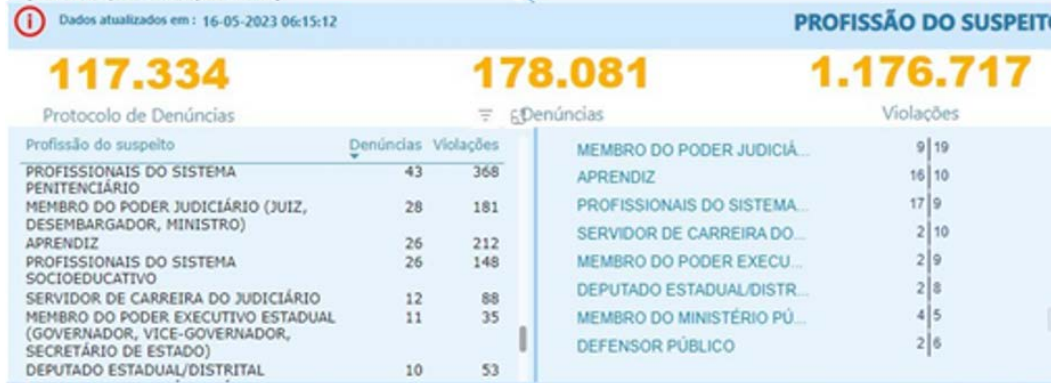 Dados atualizados em : 16-05-2023 06:15:12
PROFISSÃO DO SUSPEITO
117.334
178.081
1.176.717
Protocolo de Denúncias
Denúncias
Violações
Profissão do suspeito Denúncias Violações
PROFISSIONAIS DO SISTEMA 43 368
PENITENCIÁRIO
MEMBRO DO PODER JUDICIÁRIO (JUIZ, 28 181
DESEMBARGADOR, MINISTRO)
APRENDIZ 26 212
PROFISSIONAIS DO SISTEMA 26 148
SOCIOEDUCATIVO
SERVIDOR DE CARREIRA DO JUDICIÁRIO 12 88
MEMBRO DO PODER EXECUTIVO ESTADUAL 11 35
(GOVERNADOR, VICE-GOVERNADOR,
SECRETÁRIO DE ESTADO)
DEPUTADO ESTADUAL/DISTRITAL 10 53
MEMBRO DO PODER JUDICIÁ... 9 19
APRENDIZ 16 10
PROFISSIONAIS DO SISTEMA... 17 9
SERVIDOR DE CARREIRA DO... 2 10
MEMBRO DO PODER EXECU... 2 9
DEPUTADO ESTADUAL/DISTR... 2 8
MEMBRO DO MINISTÉRIO PÚ... 4 5
DEFENSOR PÚBLICO 2 6